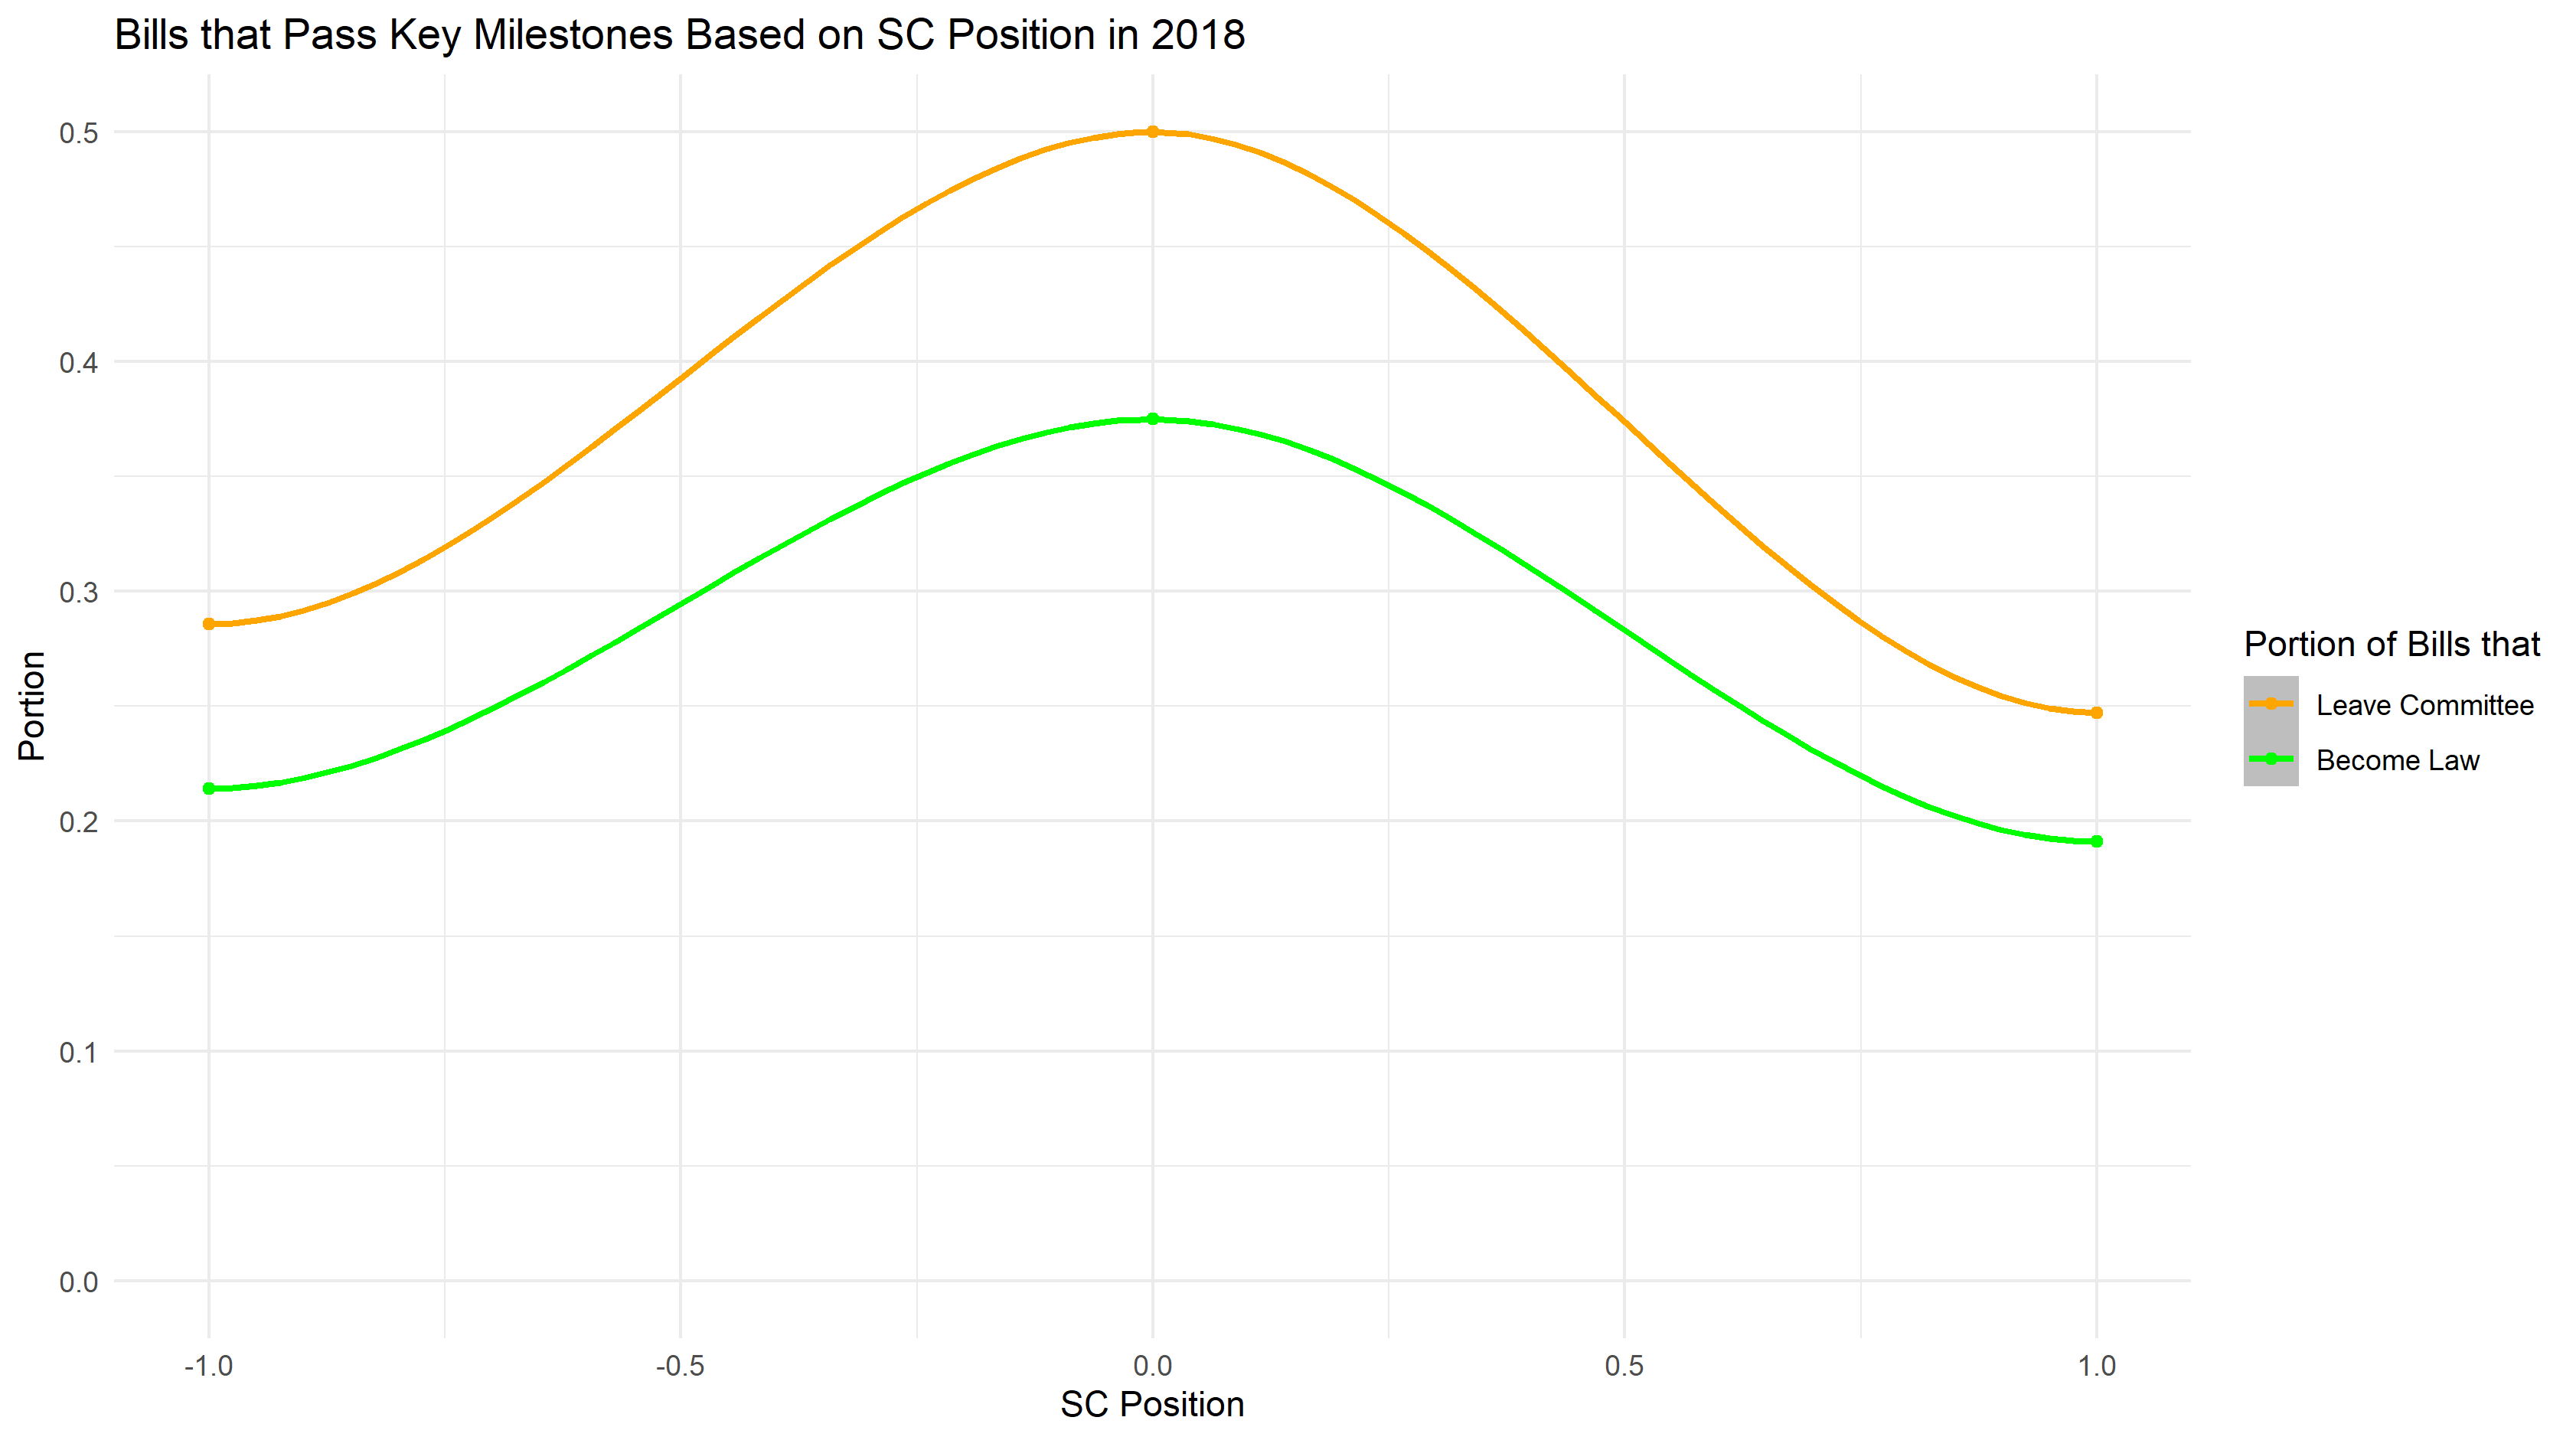 Bills that Pass Key Milestones Based on SC Position in 2018
0.5
0.4
0.3
0.2
0.1
0.0
Portion
-1.0 -0.5 0.0 0.5 1.0
SC Position
Portion of Bills that
Leave Committee
Become Law